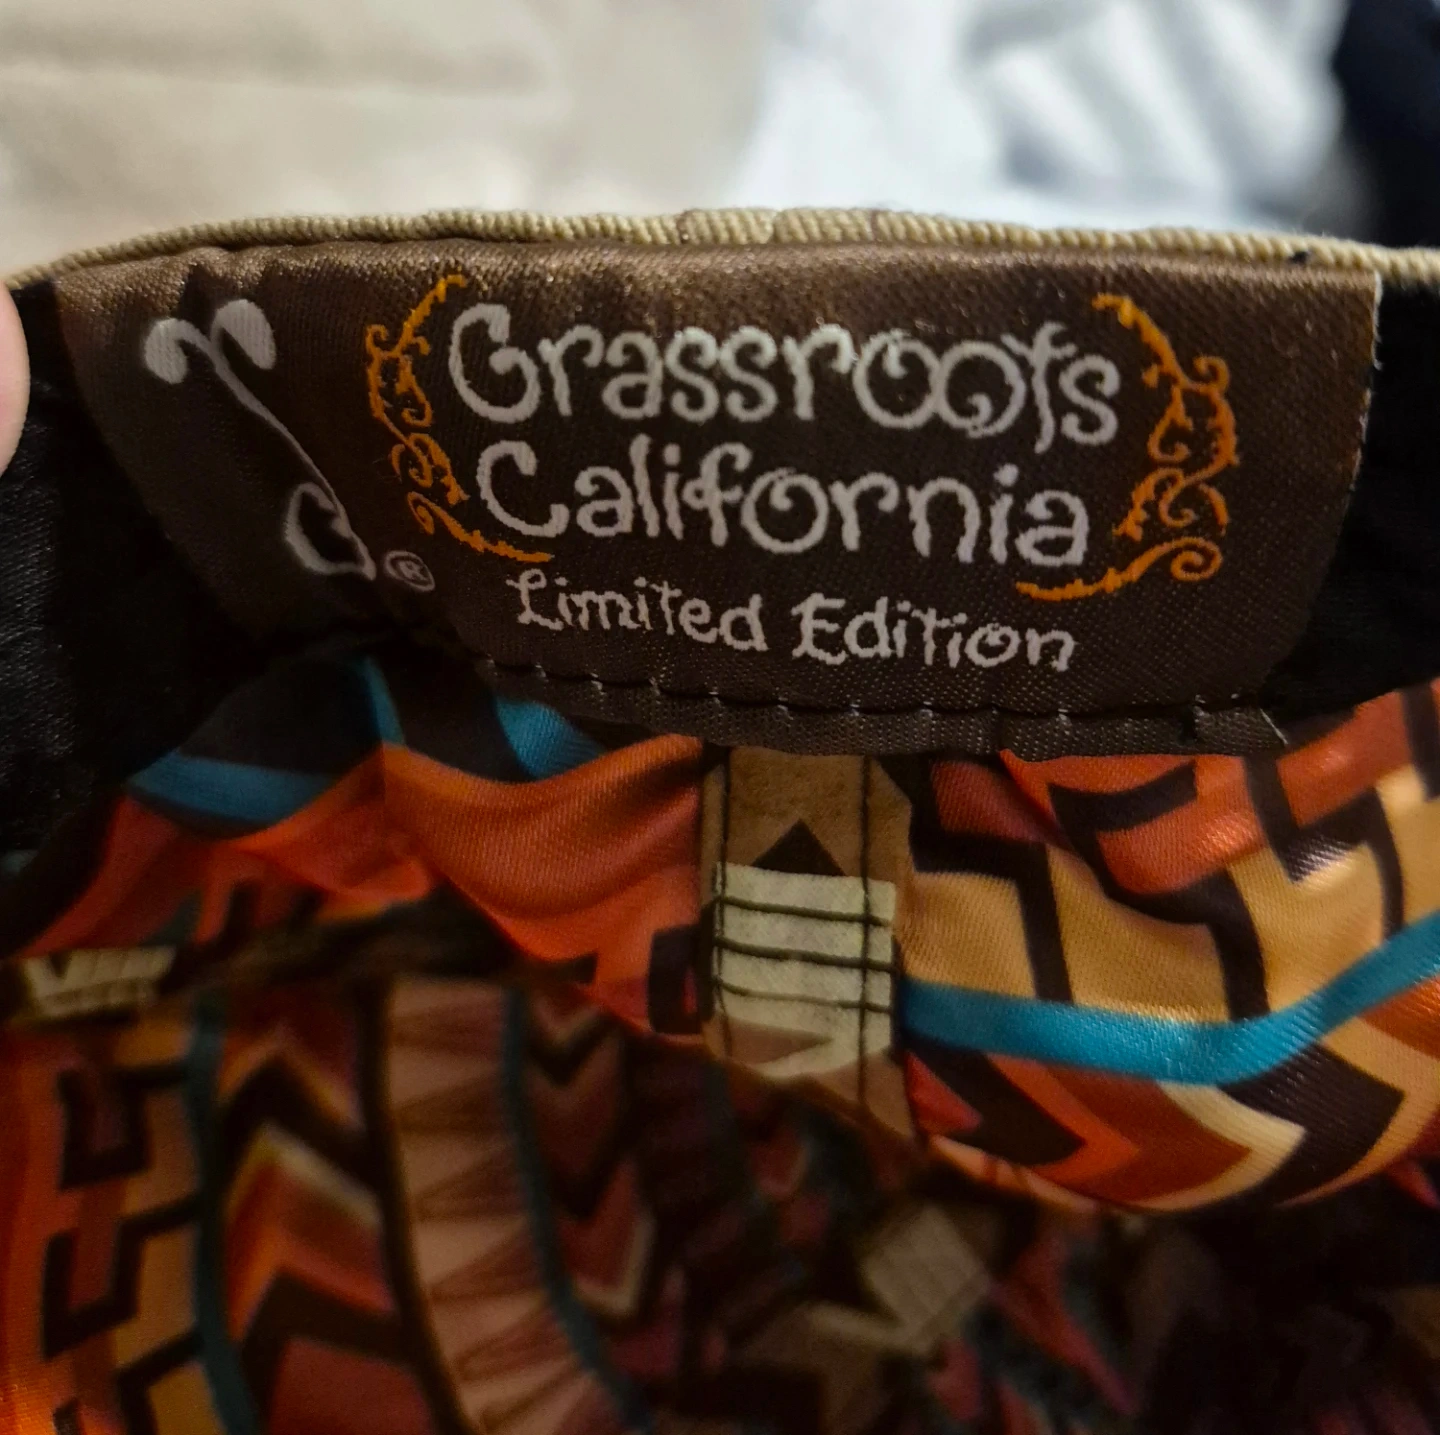 Grassroots
California
®
Limited Edition